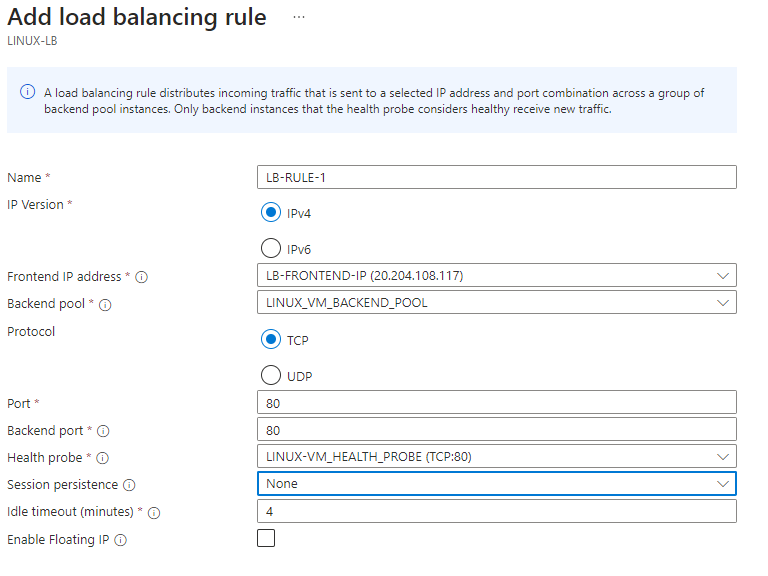 Add load balancing rule ...
LINUX-LB
A load balancing rule distributes incoming traffic that is sent to a selected IP address and port combination across a group of
backend pool instances. Only backend instances that the health probe considers healthy receive new traffic.
Name * LB-RULE-1
IP Version * IPv4
IPv6
Frontend IP address * LB-FRONTEND-IP (20.204.108.117)
Backend pool * LINUX_VM_BACKEND_POOL
Protocol TCP
UDP
Port * 80
Backend port * 80
Health probe * LINUX-VM_HEALTH_PROBE (TCP:80)
Session persistence None
Idle timeout (minutes) * 4
Enable Floating IP